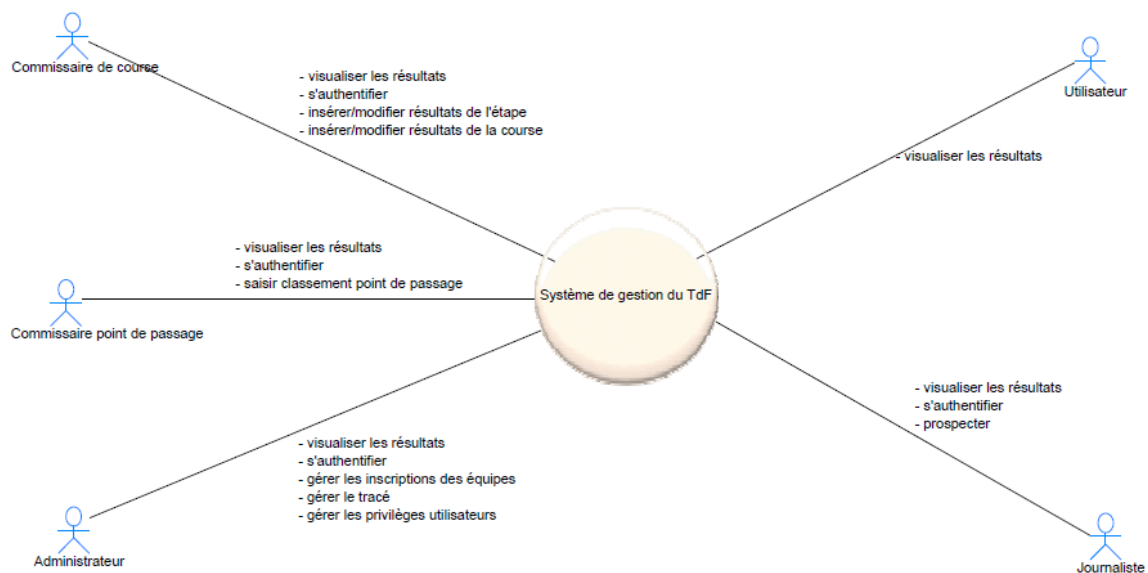 Commissaire de course
- visualiser les résultats
- s'authentifier
- insérer/modifier résultats de l'étape
- insérer/modifier résultats de la course
Utilisateur
- visualiser les résultats
- visualiser les résultats
- s'authentifier
- saisir classement point de passage
Commissaire point de passage
Système de gestion du TdF
- visualiser les résultats
- s'authentifier
- prospecter
- visualiser les résultats
- s'authentifier
- gérer les inscriptions des équipes
- gérer le tracé
- gérer les privilèges utilisateurs
Administrateur
Journaliste